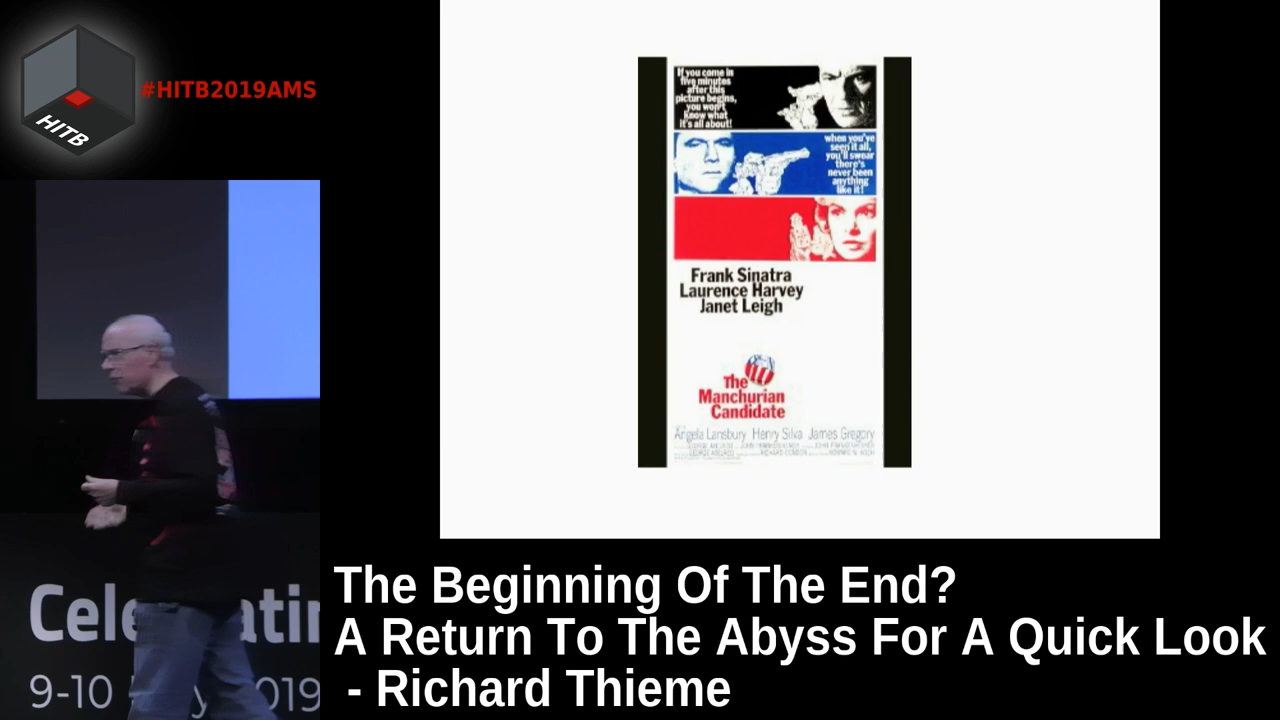 HITB
#HITB2019AMS
If you come in
five minutes
after this
picture begins,
you won't
know what
it's all about!
when you've
seen it all,
you'll swear
there's
never been
anything
like it!
Frank Sinatra
Laurence Harvey
Janet Leigh
The
Manchurian
Candidate
Angela Lansbury Henry Silva James Gregory
Cele atin
9-10 y 2019
The Beginning Of The End?
A Return To The Abyss For A Quick Look
- Richard Thieme